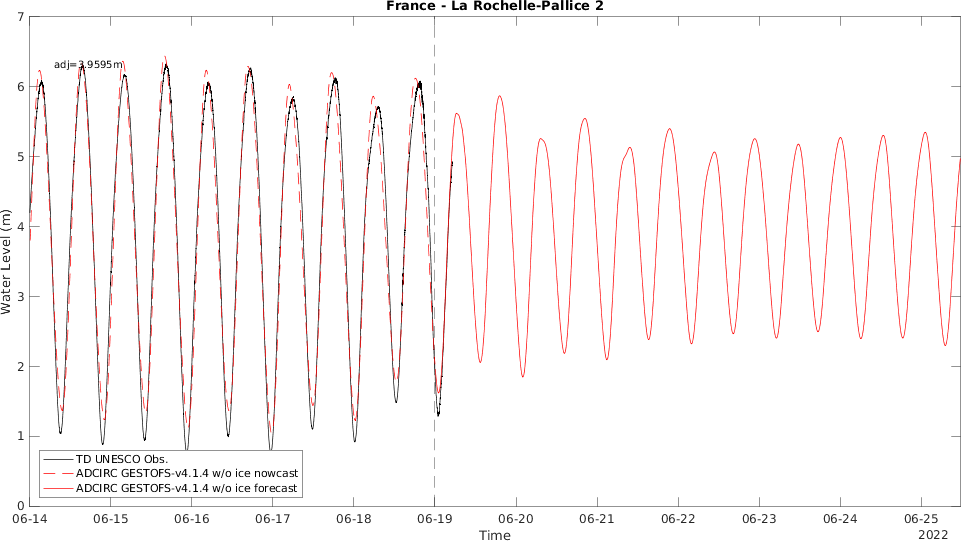 France - La Rochelle-Pallice 2
7
6
5
4
3
2
1
0
Water Level (m)
adj=3.9595m
TD UNESCO Obs.
ADCIRC GESTOFS-v4.1.4 w/o ice nowcast
ADCIRC GESTOFS-v4.1.4 w/o ice forecast
06-14 06-15 06-16 06-17 06-18 06-19 06-20 06-21 06-22 06-23 06-24 06-25
Time
2022